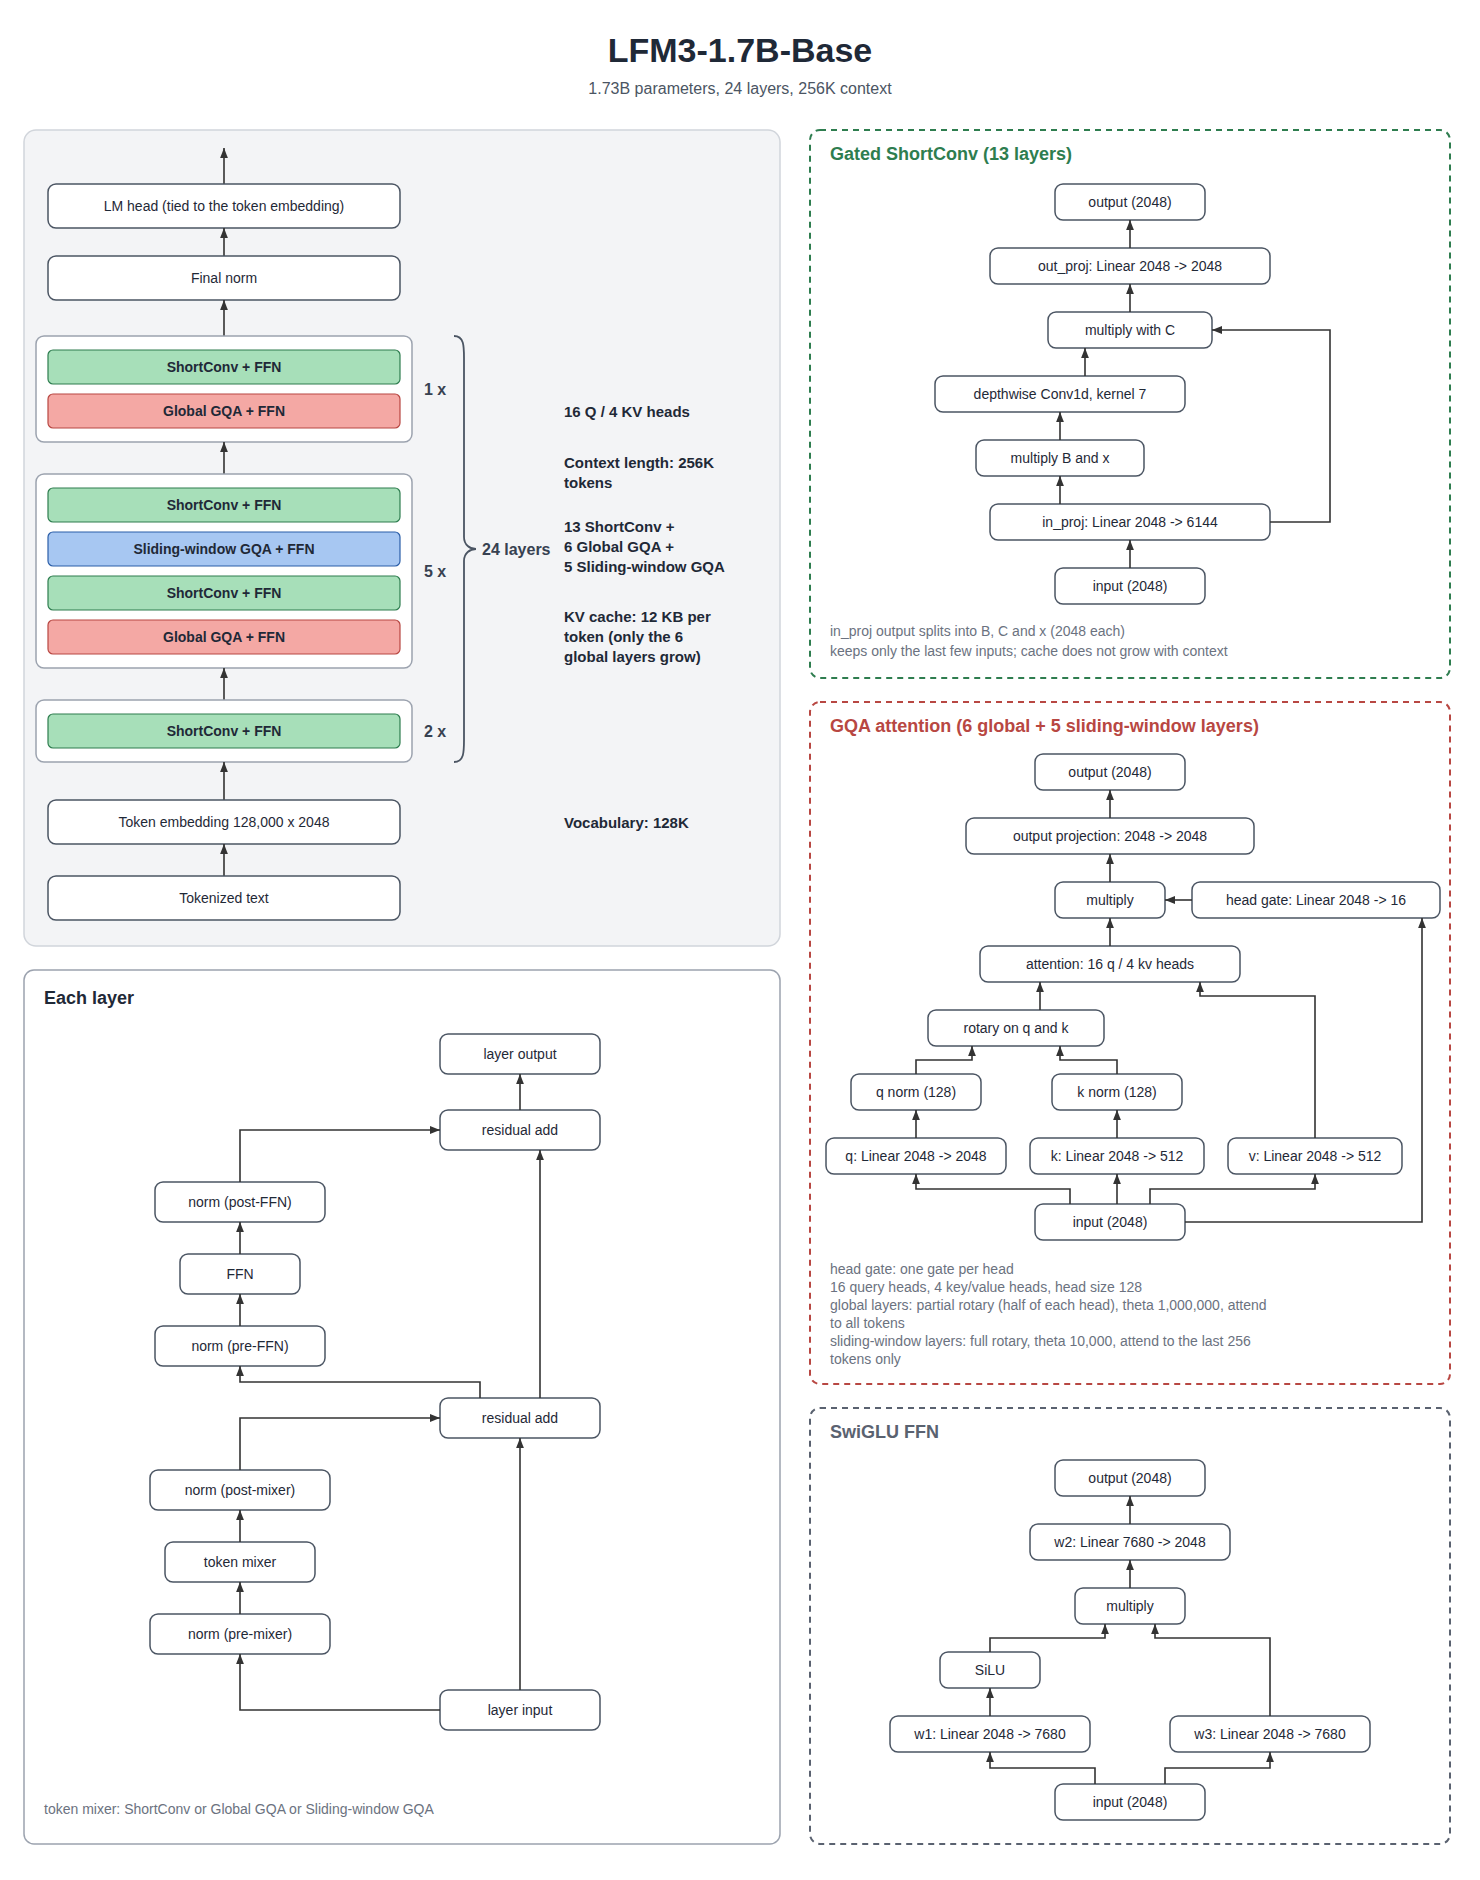 LFM3-1.7B-Base
1.73B parameters, 24 layers, 256K context
LM head (tied to the token embedding)
Final norm
ShortConv + FFN
Global GQA + FFN
1 x
ShortConv + FFN
Sliding-window GQA + FFN
ShortConv + FFN
Global GQA + FFN
5 x
ShortConv + FFN
2 x
24 layers
Token embedding 128,000 x 2048
Tokenized text
16 Q / 4 KV heads
Context length: 256K
tokens
13 ShortConv +
6 Global GQA +
5 Sliding-window GQA
KV cache: 12 KB per
token (only the 6
global layers grow)
Vocabulary: 128K
Each layer
layer output
residual add
norm (post-FFN)
FFN
norm (pre-FFN)
residual add
norm (post-mixer)
token mixer
norm (pre-mixer)
layer input
token mixer: ShortConv or Global GQA or Sliding-window GQA
Gated ShortConv (13 layers)
output (2048)
out_proj: Linear 2048 -> 2048
multiply with C
depthwise Conv1d, kernel 7
multiply B and x
in_proj: Linear 2048 -> 6144
input (2048)
in_proj output splits into B, C and x (2048 each)
keeps only the last few inputs; cache does not grow with context
GQA attention (6 global + 5 sliding-window layers)
output (2048)
output projection: 2048 -> 2048
multiply
head gate: Linear 2048 -> 16
attention: 16 q / 4 kv heads
rotary on q and k
q norm (128)
k norm (128)
q: Linear 2048 -> 2048
k: Linear 2048 -> 512
v: Linear 2048 -> 512
input (2048)
head gate: one gate per head
16 query heads, 4 key/value heads, head size 128
global layers: partial rotary (half of each head), theta 1,000,000, attend
to all tokens
sliding-window layers: full rotary, theta 10,000, attend to the last 256
tokens only
SwiGLU FFN
output (2048)
w2: Linear 7680 -> 2048
multiply
SiLU
w1: Linear 2048 -> 7680
w3: Linear 2048 -> 7680
input (2048)